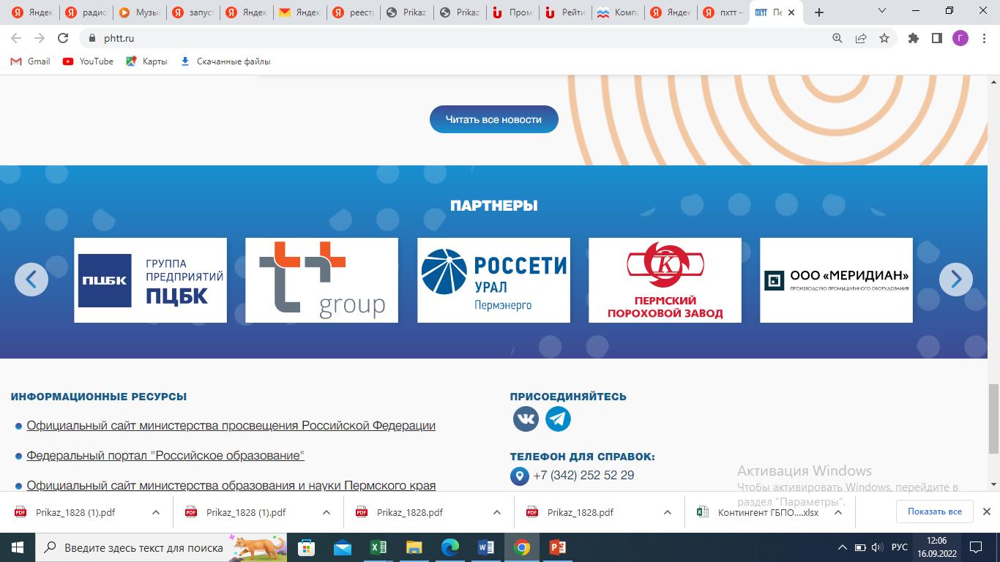 Яндек
радио
Музы
запус
Яндек
Яндек
реест
Prikaz
Prikaz
Пром
Рейти
Комп
Яндек
пхтт –
Пе
phtt.ru
Г
Gmail
YouTube
Карты
Скачанные файлы
Читать все новости
ПАРТНЕРЫ
ПЦБК
ГРУППА
ПРЕДПРИЯТИЙ
ПЦБК
group
РОССЕТИ
УРАЛ
Пермэнерго
К
ПЕРМСКИЙ
ПОРОХОВОЙ ЗАВОД
ООО «МЕРИДИАН»
ПРОИЗВОДСТВО ПРОМЫШЛЕННОГО ОБОРУДОВАНИЯ
ИНФОРМАЦИОННЫЕ РЕСУРСЫ
Официальный сайт министерства просвещения Российской Федерации
Федеральный портал "Российское образование"
Официальный сайт министерства образования и науки Пермского края
ПРИСОЕДИНЯЙТЕСЬ
ТЕЛЕФОН ДЛЯ СПРАВОК:
+7 (342) 252 52 29
Активация Windows
Чтобы активировать Windows, перейдите в
раздел "Параметры".
Prikaz_1828 (1).pdf
Prikaz_1828 (1).pdf
Prikaz_1828.pdf
Prikaz_1828.pdf
Контингент ГБПО....xlsx
Показать все
Введите здесь текст для поиска
РУС
12:06
16.09.2022